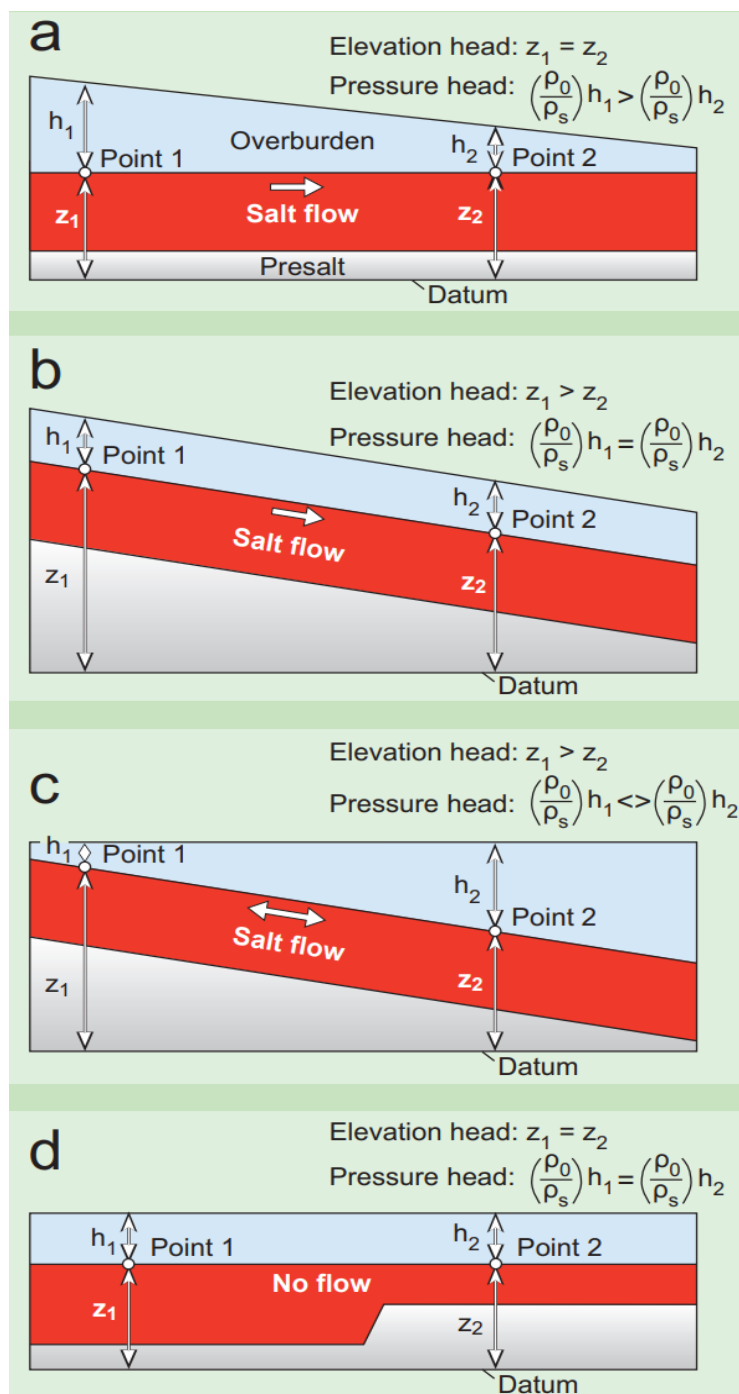 a
Elevation head: z₁ = z₂
Pressure head: (ρ₀/ρₛ)h₁ > (ρ₀/ρₛ)h₂
h₁
Point 1
Overburden
h₂
Point 2
z₁
Salt flow
z₂
Presalt
Datum
b
Elevation head: z₁ > z₂
Pressure head: (ρ₀/ρₛ)h₁ = (ρ₀/ρₛ)h₂
h₁
Point 1
h₂
Point 2
Salt flow
z₁
z₂
Datum
c
Elevation head: z₁ > z₂
Pressure head: (ρ₀/ρₛ)h₁ <> (ρ₀/ρₛ)h₂
h₁
Point 1
h₂
Point 2
Salt flow
z₁
z₂
Datum
d
Elevation head: z₁ = z₂
Pressure head: (ρ₀/ρₛ)h₁ = (ρ₀/ρₛ)h₂
h₁
Point 1
h₂
Point 2
No flow
z₁
z₂
Datum